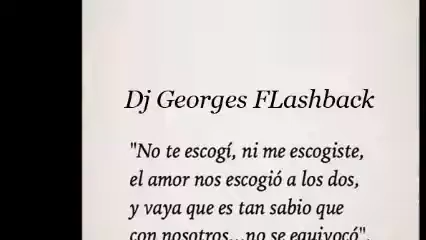 Dj Georges FLashback
"No te escogí, ni me escogiste,
el amor nos escogió a los dos,
y vaya que es tan sabio que
con nosotros...no se equivocó".